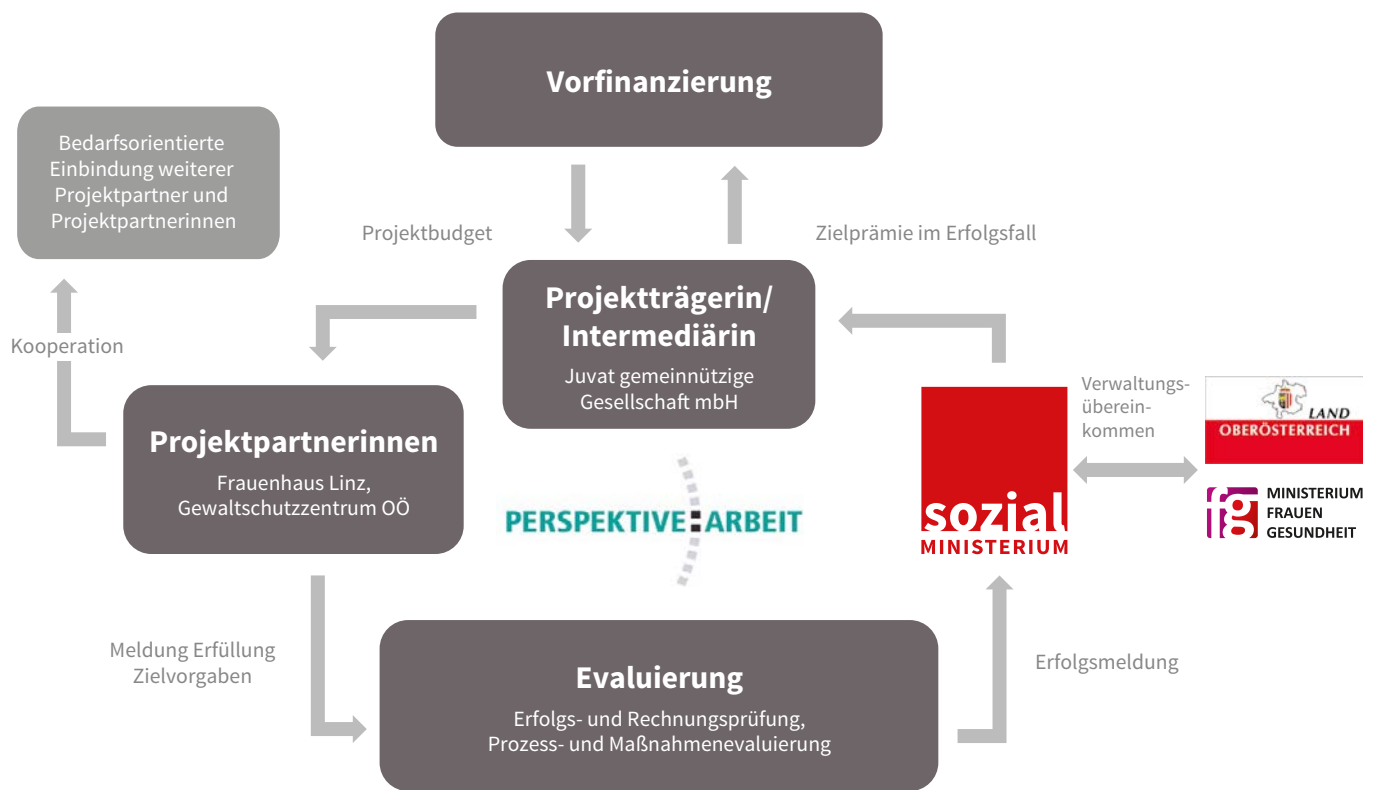 Vorfinanzierung
Bedarfsorientierte
Einbindung weiterer
Projektpartner und
Projektpartnerinnen
Projektbudget
Zielprämie im Erfolgsfall
Projektträgerin/
Intermediärin
Juvat gemeinnützige
Gesellschaft mbH
Kooperation
Projektpartnerinnen
Frauenhaus Linz,
Gewaltschutzzentrum OÖ
PERSPEKTIVE:ARBEIT
sozial
MINISTERIUM
Verwaltungs-
überein-
kommen
LAND
OBERÖSTERREICH
fg
MINISTERIUM
FRAUEN
GESUNDHEIT
Meldung Erfüllung
Zielvorgaben
Evaluierung
Erfolgs- und Rechnungsprüfung,
Prozess- und Maßnahmenevaluierung
Erfolgsmeldung